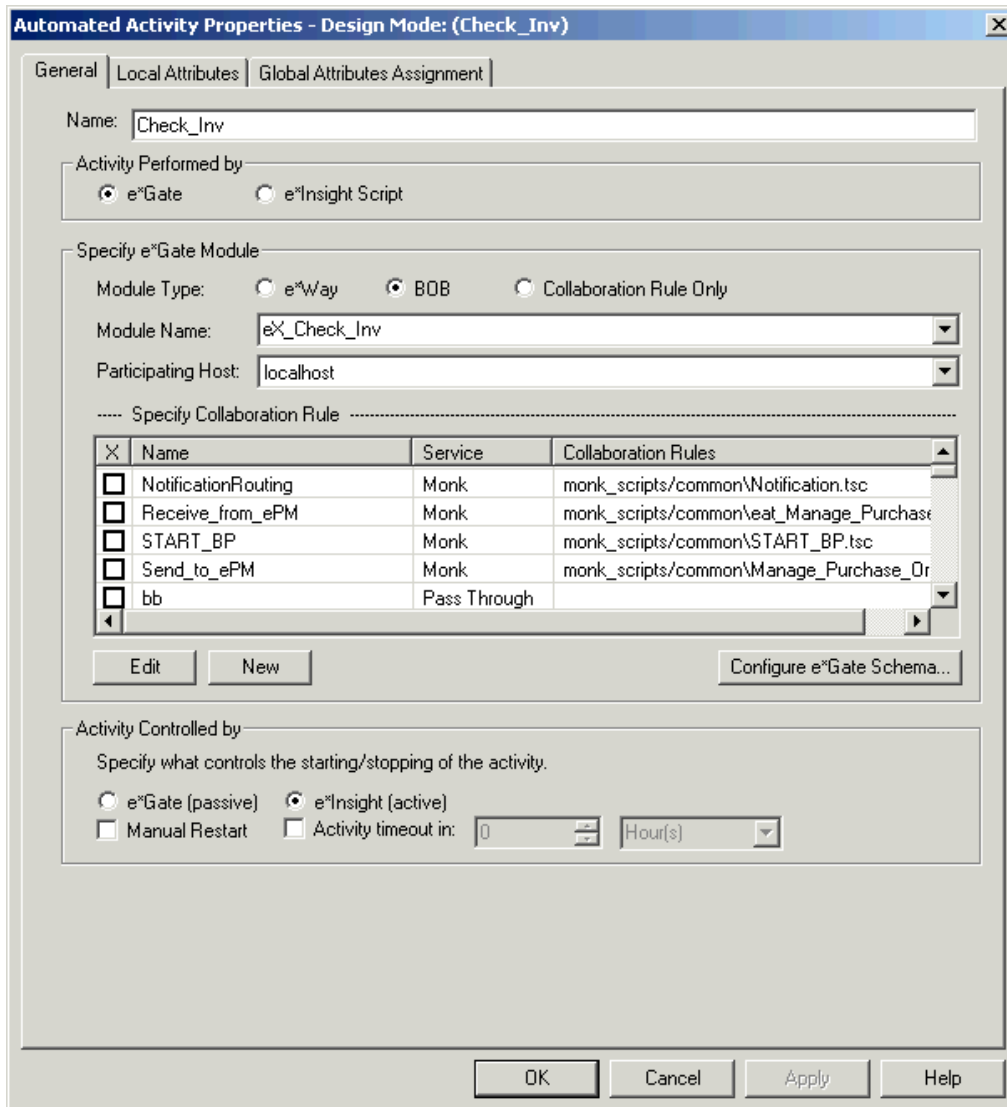 Automated Activity Properties - Design Mode: (Check_Inv)
General Local Attributes Global Attributes Assignment
Name: Check_Inv
Activity Performed by
e*Gate e*Insight Script
Specify e*Gate Module
Module Type: e*Way BOB Collaboration Rule Only
Module Name: eX_Check_Inv
Participating Host: localhost
----- Specify Collaboration Rule -----
X Name Service Collaboration Rules
NotificationRouting Monk monk_scripts/common\Notification.tsc
Receive_from_ePM Monk monk_scripts/common\eat_Manage_Purchase
START_BP Monk monk_scripts/common\START_BP.tsc
Send_to_ePM Monk monk_scripts/common\Manage_Purchase_Or
bb Pass Through
Edit New Configure e*Gate Schema...
Activity Controlled by
Specify what controls the starting/stopping of the activity.
e*Gate (passive) e*Insight (active)
Manual Restart Activity timeout in: 0 Hour(s)
OK Cancel Apply Help